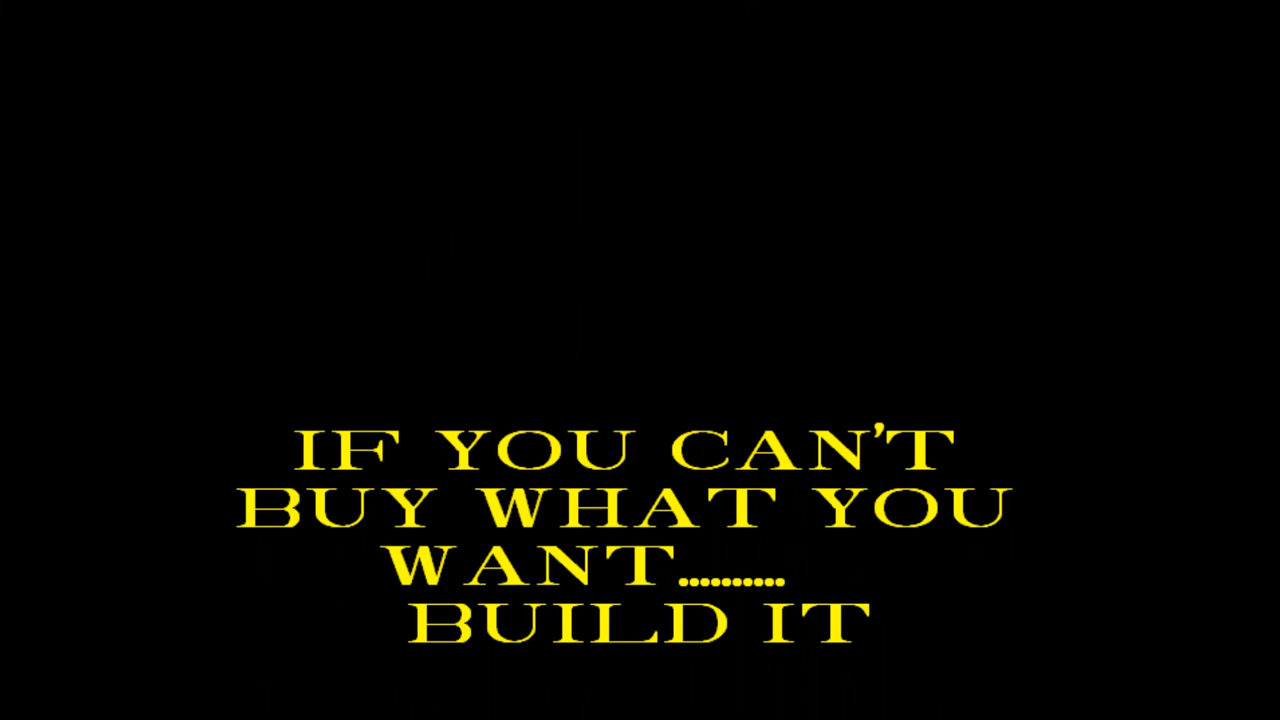 IF YOU CAN'T
BUY WHAT YOU
WANT..........
BUILD IT